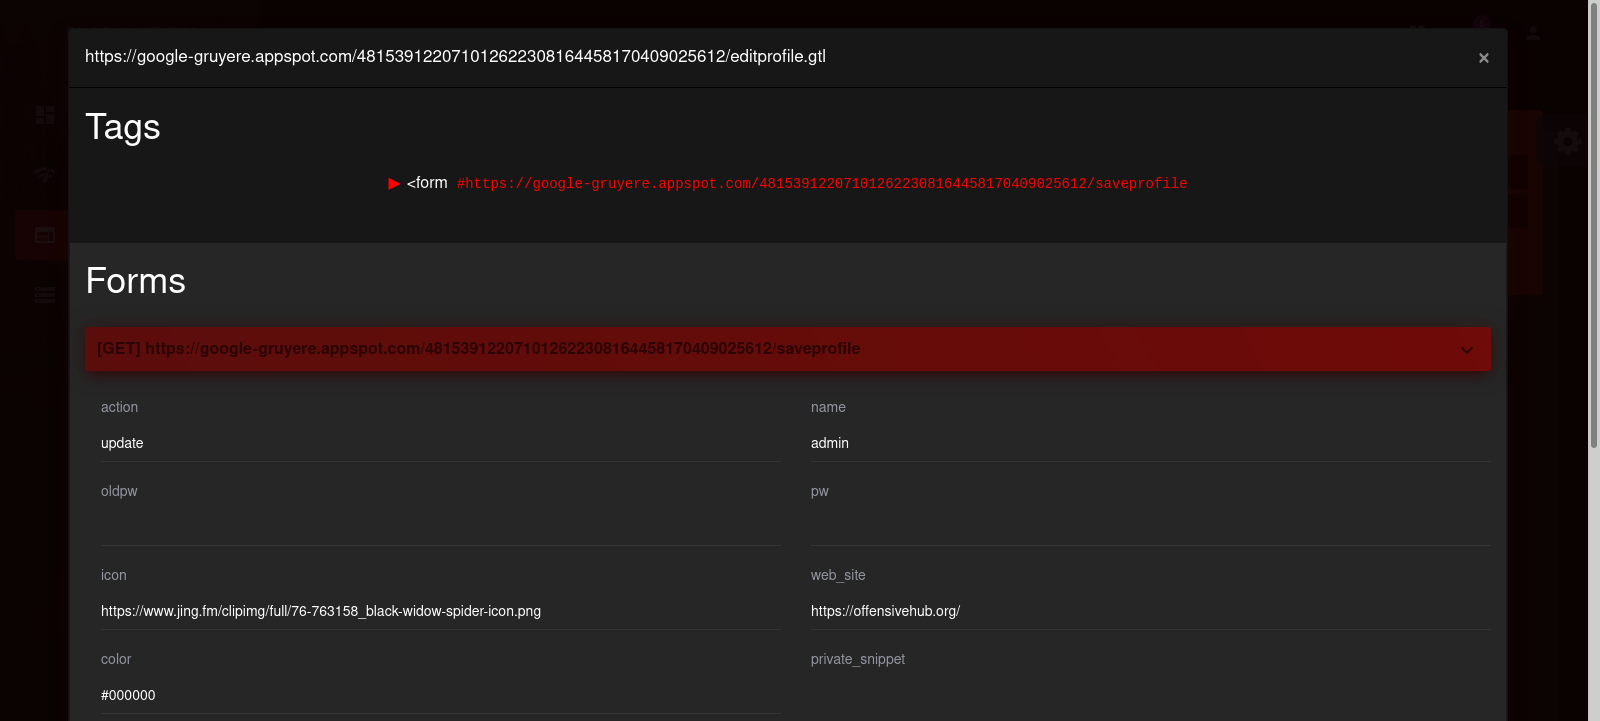 https://google-gruyere.appspot.com/481539122071012622308164458170409025612/editprofile.gtl ×
Tags
▶ <form #https://google-gruyere.appspot.com/481539122071012622308164458170409025612/saveprofile
Forms
[GET] https://google-gruyere.appspot.com/481539122071012622308164458170409025612/saveprofile
action name
update admin
oldpw pw
icon web_site
https://www.jing.fm/clipimg/full/76-763158_black-widow-spider-icon.png https://offensivehub.org/
color private_snippet
#000000